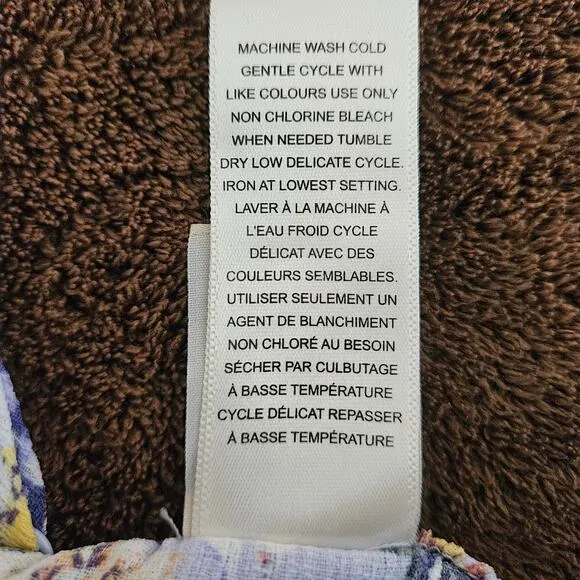 MACHINE WASH COLD
GENTLE CYCLE WITH
LIKE COLOURS USE ONLY
NON CHLORINE BLEACH
WHEN NEEDED TUMBLE
DRY LOW DELICATE CYCLE.
IRON AT LOWEST SETTING.
LAVER À LA MACHINE À
L'EAU FROID CYCLE
DÉLICAT AVEC DES
COULEURS SEMBLABLES.
UTILISER SEULEMENT UN
AGENT DE BLANCHIMENT
NON CHLORÉ AU BESOIN
SÉCHER PAR CULBUTAGE
À BASSE TEMPÉRATURE
CYCLE DÉLICAT REPASSER
À BASSE TEMPÉRATURE